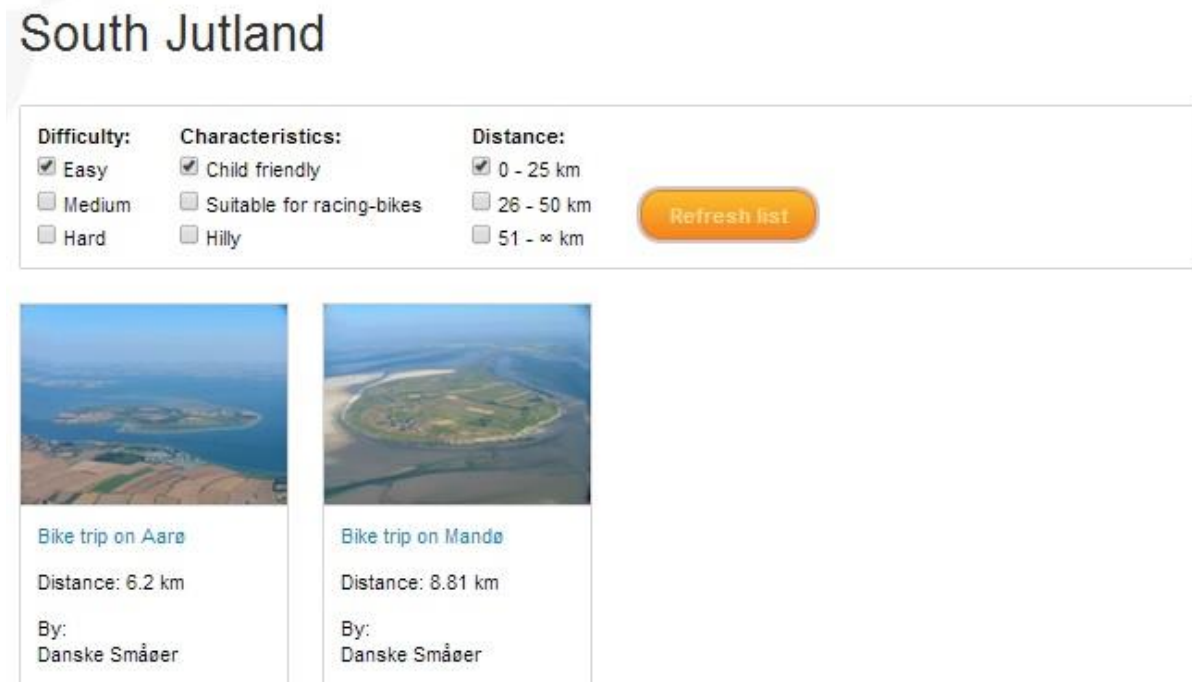 South Jutland
Difficulty:
Easy
Medium
Hard
Characteristics:
Child friendly
Suitable for racing-bikes
Hilly
Distance:
0 - 25 km
26 - 50 km
51 - ∞ km
Refresh list
Bike trip on Aarø
Distance: 6.2 km
By:
Danske Småøer
Bike trip on Mandø
Distance: 8.81 km
By:
Danske Småøer